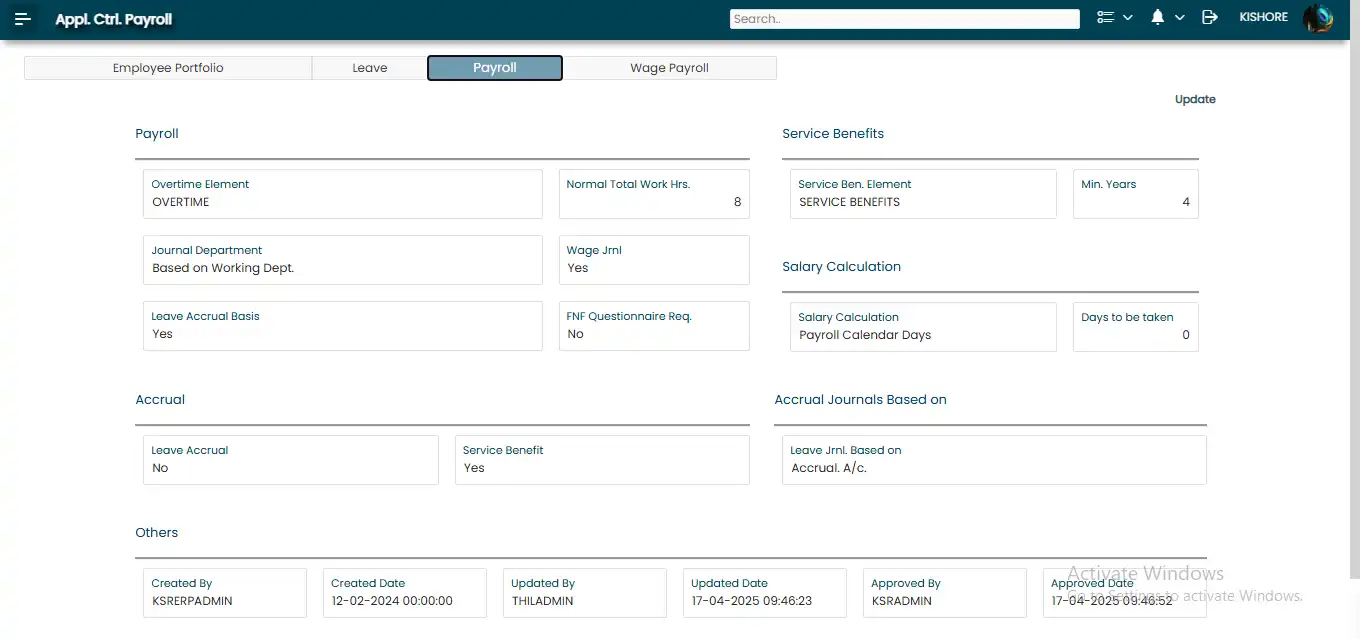 Appl. Ctrl. Payroll
Search..
KISHORE
Employee Portfolio
Leave
Payroll
Wage Payroll
Update
Payroll
Overtime Element
OVERTIME
Normal Total Work Hrs.
8
Journal Department
Based on Working Dept.
Wage Jrnl
Yes
Leave Accrual Basis
Yes
FNF Questionnaire Req.
No
Service Benefits
Service Ben. Element
SERVICE BENEFITS
Min. Years
4
Salary Calculation
Salary Calculation
Payroll Calendar Days
Days to be taken
0
Accrual
Leave Accrual
No
Service Benefit
Yes
Accrual Journals Based on
Leave Jrnl. Based on
Accrual. A/c.
Others
Created By
KSRERPADMIN
Created Date
12-02-2024 00:00:00
Updated By
THILADMIN
Updated Date
17-04-2025 09:46:23
Approved By
KSRADMIN
Approved Date
17-04-2025 09:46:52
Activate Windows
Go to Settings to activate Windows.